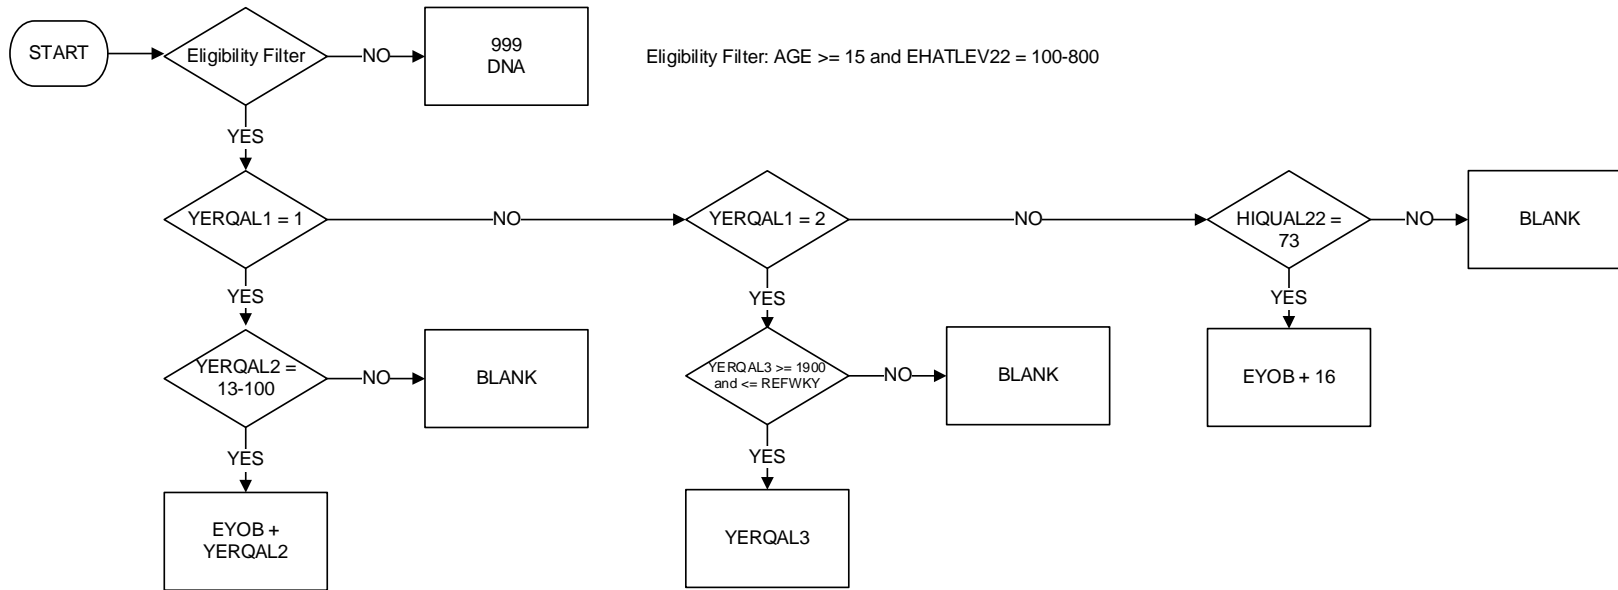 START
Eligibility Filter
NO
999
DNA
Eligibility Filter: AGE >= 15 and EHATLEV22 = 100-800
YES
YERQAL1 = 1
NO
YERQAL1 = 2
NO
HIQUAL22 =
73
NO
BLANK
YES
YES
YES
YERQAL2 =
13-100
NO
BLANK
YERQAL3 >= 1900
and <= REFWKY
NO
BLANK
EYOB + 16
YES
YES
EYOB +
YERQAL2
YERQAL3